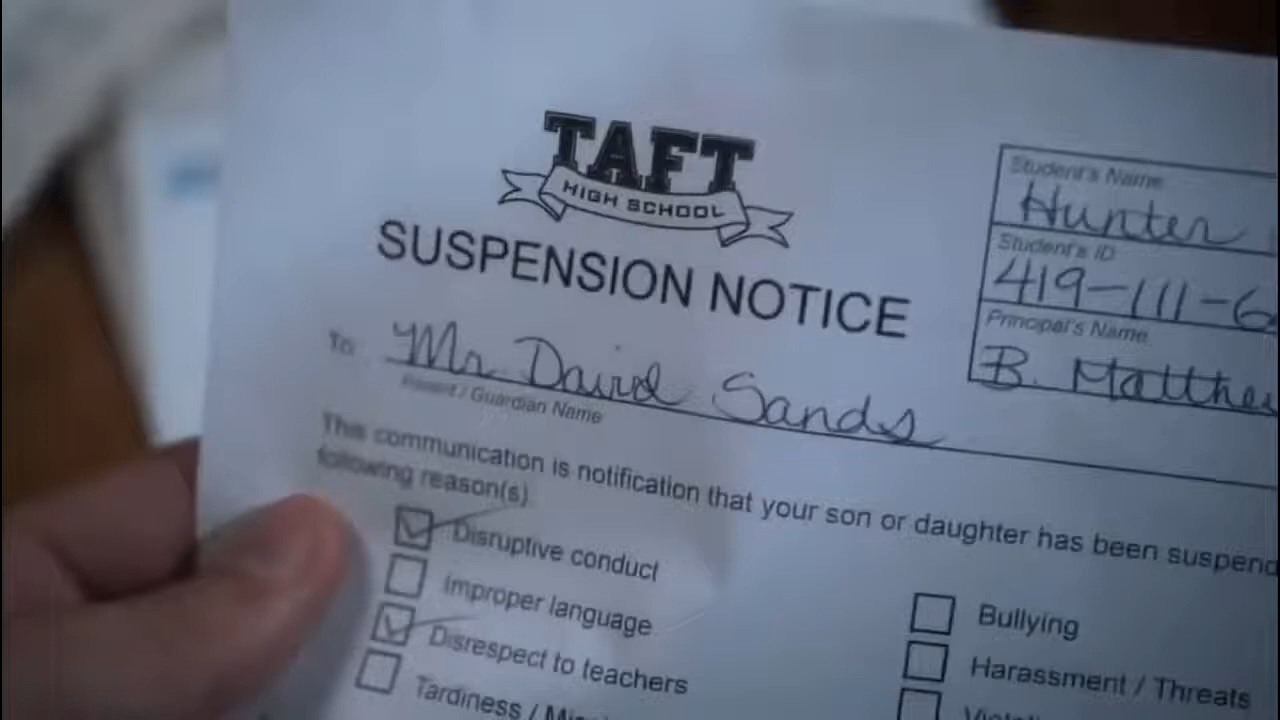 TAFT
HIGH SCHOOL
SUSPENSION NOTICE
Student's Name
Hunter
Student's ID
419-111-6
Principal's Name
B. Matthe
To:
Mr. David Sands
Parent / Guardian Name
This communication is notification that your son or daughter has been suspend
following reason(s)
Disruptive conduct
Improper language
Disrespect to teachers
Tardiness /
Bullying
Harassment / Threats